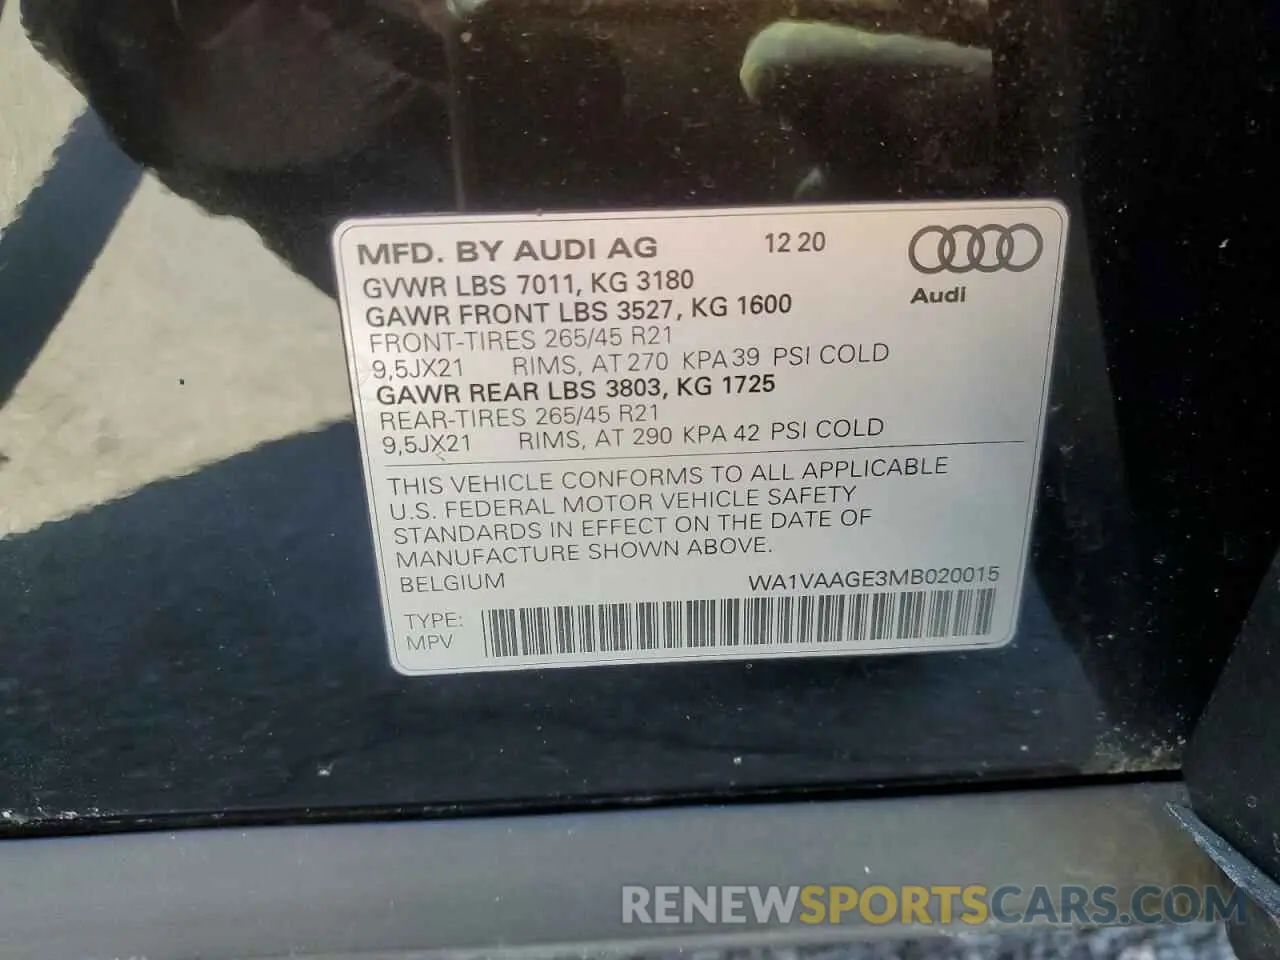 MFD. BY AUDI AG 12 20
Audi
GVWR LBS 7011, KG 3180
GAWR FRONT LBS 3527, KG 1600
FRONT-TIRES 265/45 R21
9,5JX21 RIMS, AT 270 KPA 39 PSI COLD
GAWR REAR LBS 3803, KG 1725
REAR-TIRES 265/45 R21
9,5JX21 RIMS, AT 290 KPA 42 PSI COLD
THIS VEHICLE CONFORMS TO ALL APPLICABLE
U.S. FEDERAL MOTOR VEHICLE SAFETY
STANDARDS IN EFFECT ON THE DATE OF
MANUFACTURE SHOWN ABOVE.
BELGIUM WA1VAAGE3MB020015
TYPE:
MPV
RENEWSPORTSCARS.COM